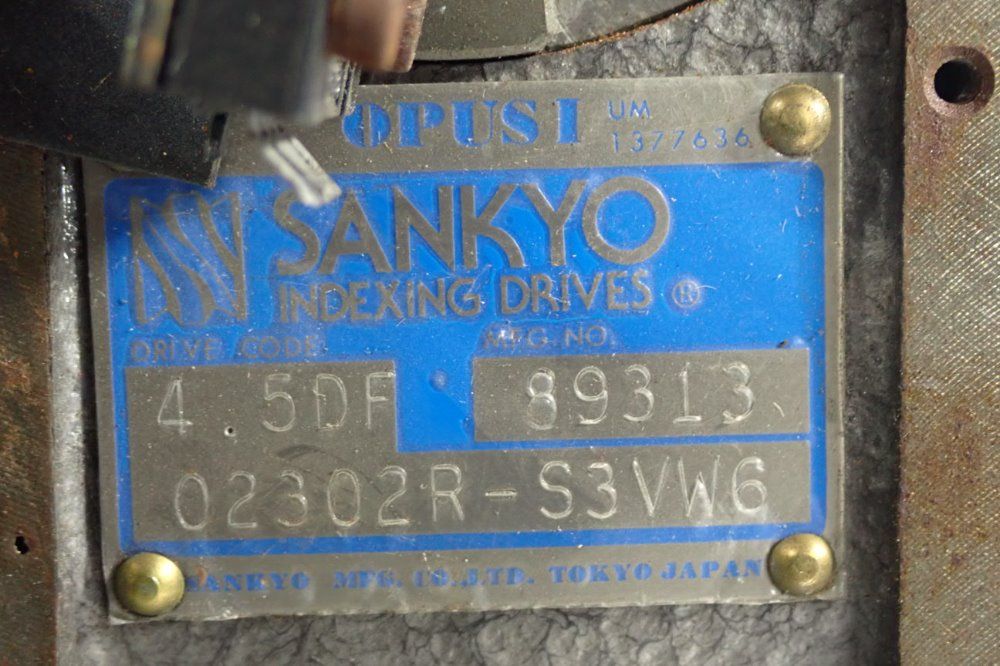 OPUS I UM
1377636
SANKYO
INDEXING DRIVES ®
DRIVE CODE MFG. NO.
4.5DF 89313
02302R-S3VW6
SANKYO MFG. CO. LTD. TOKYO JAPAN